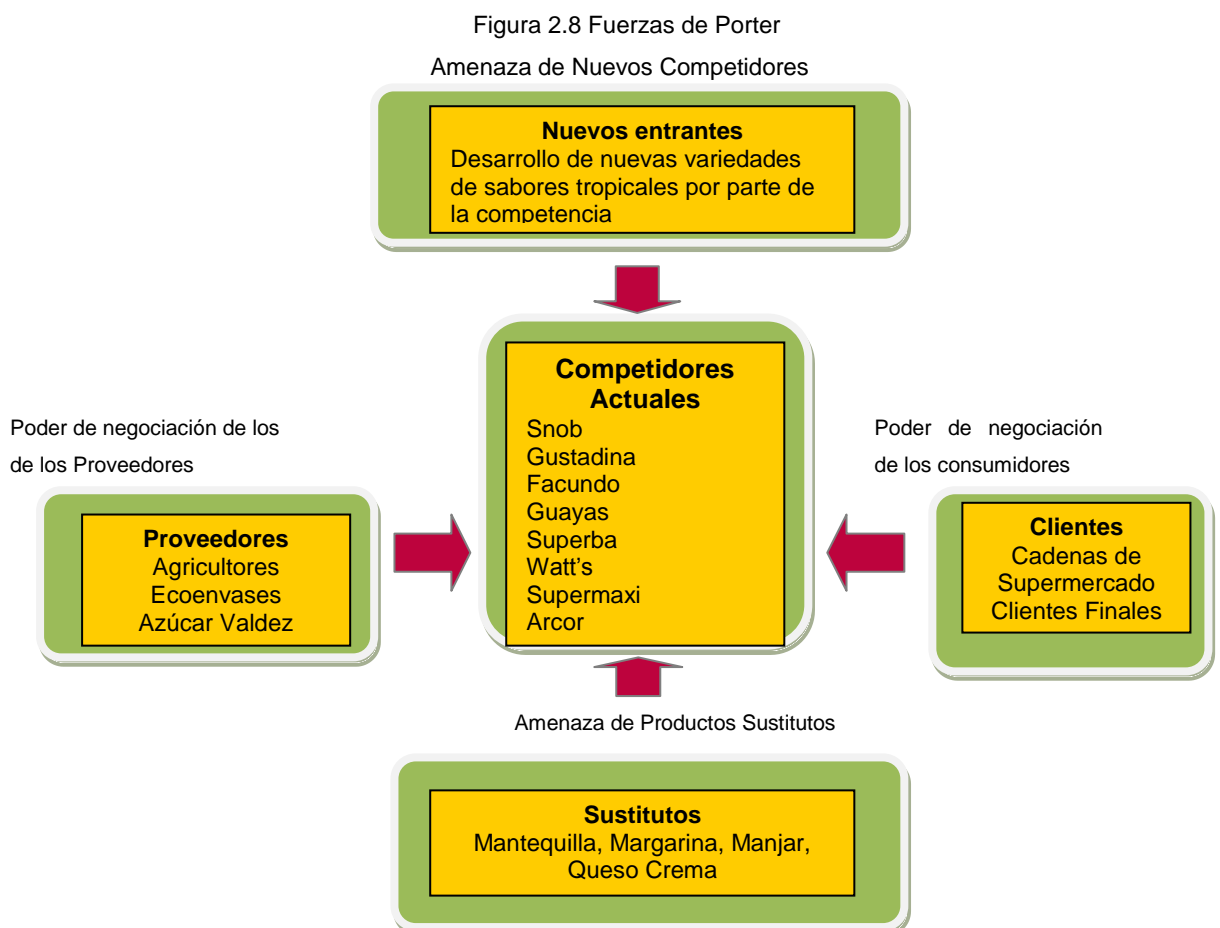 Figura 2.8 Fuerzas de Porter
Amenaza de Nuevos Competidores
Nuevos entrantes
Desarrollo de nuevas variedades
de sabores tropicales por parte de
la competencia
Competidores
Actuales
Snob
Gustadina
Facundo
Guayas
Superba
Watt's
Supermaxi
Arcor
Poder de negociación de los
de los Proveedores
Proveedores
Agricultores
Ecoenvases
Azúcar Valdez
Poder de negociación
de los consumidores
Clientes
Cadenas de
Supermercado
Clientes Finales
Amenaza de Productos Sustitutos
Sustitutos
Mantequilla, Margarina, Manjar,
Queso Crema